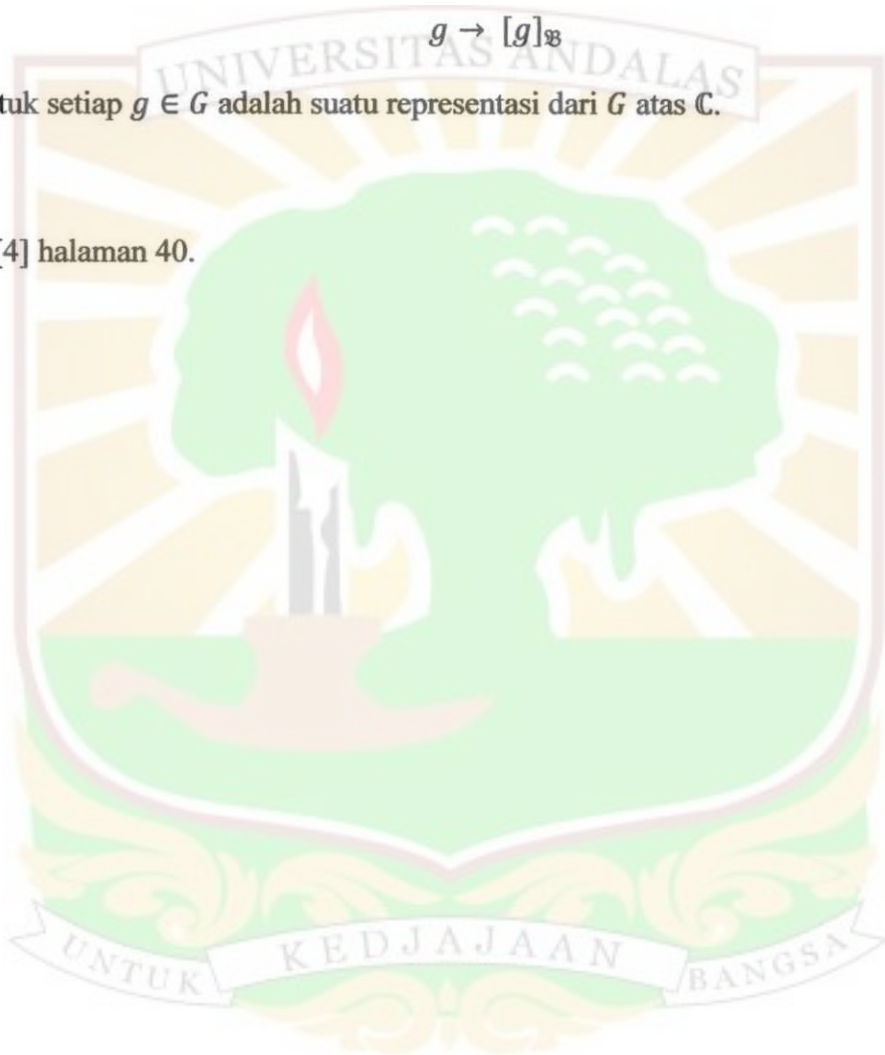 g → [g]𝔅
UNIVERSITAS ANDALAS
tuk setiap g ∈ G adalah suatu representasi dari G atas ℂ.
[4] halaman 40.
UNTUK KEDJAJAAN BANGSA